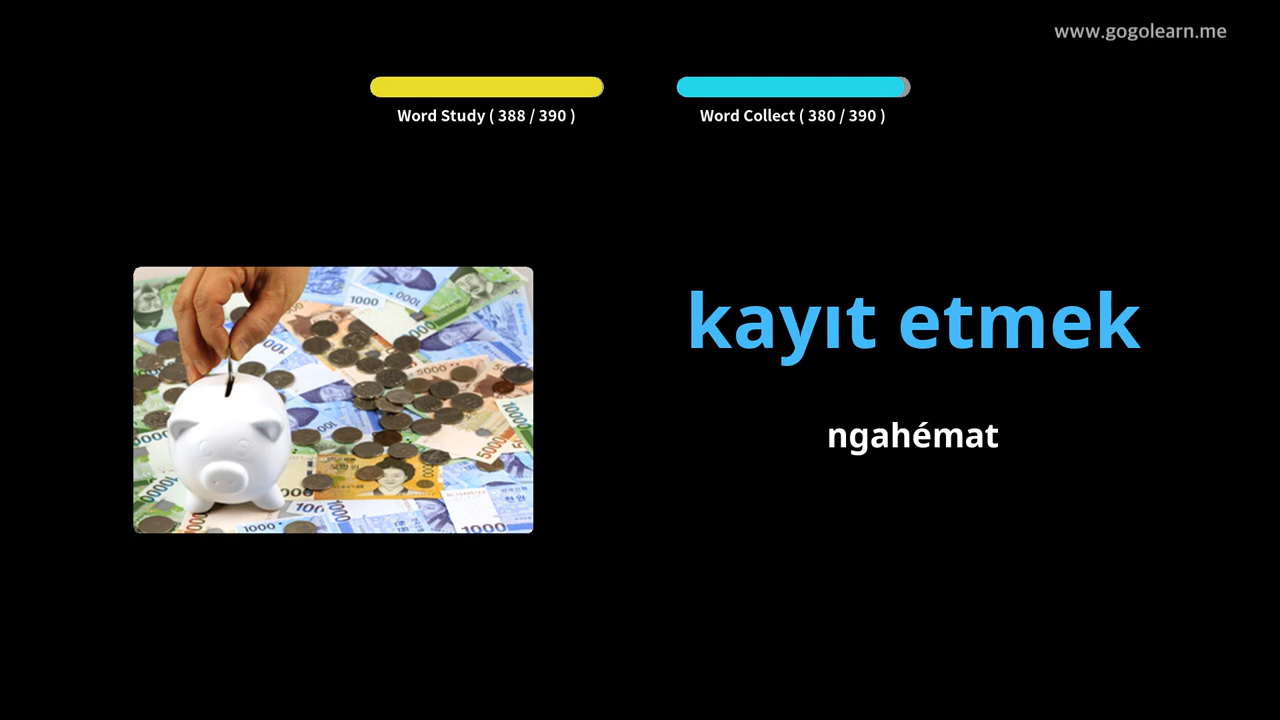 www.gogolearn.me
Word Study ( 388 / 390 )
Word Collect ( 380 / 390 )
kayıt etmek
ngahémat